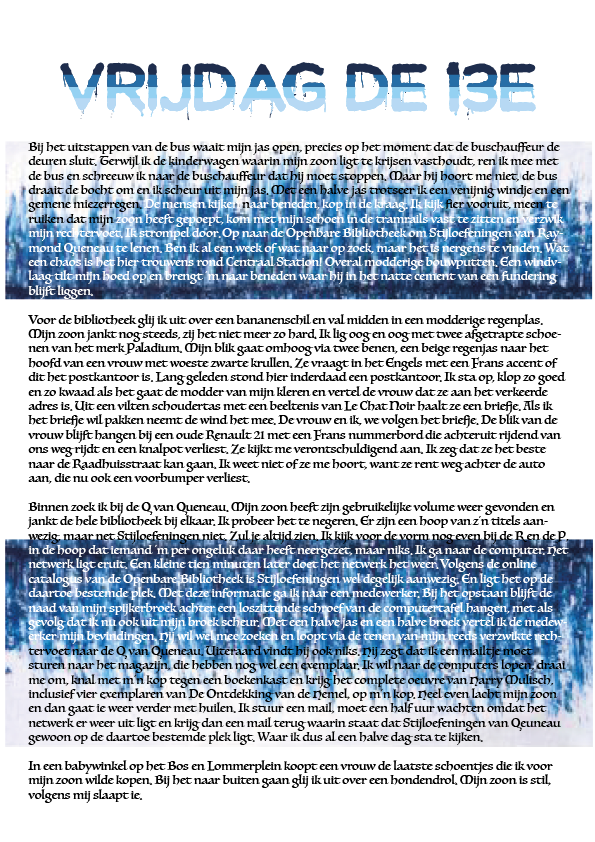 VRIJDAG DE 13E
Bij het uitstappen van de bus waait mijn jas open, precies op het moment dat de buschauffeur de
deuren sluit. Terwijl ik de kinderwagen waarin mijn zoon ligt te krijsen vasthoudt, ren ik mee met
de bus en schreeuw ik naar de buschauffeur dat hij moet stoppen. Maar hij hoort me niet, de bus
draait de bocht om en ik scheur uit mijn jas. Met een halve jas trotseer ik een venijnig windje en een
gemene miezerregen. De mensen kijken naar beneden, kop in de kraag. Ik kijk fier vooruit, meen te
ruiken dat mijn zoon heeft gepoept, kom met mijn schoen in de tramrails vast te zitten en verzwik
mijn rechtervoet. Ik strompel door. Op naar de Openbare Bibliotheek om Stijloefeningen van Ray-
mond Queneau te lenen. Ben ik al een week of wat naar op zoek, maar het is nergens te vinden. Wat
een chaos is het hier trouwens rond Centraal Station! Overal modderige bouwputten. Een windv-
laag tilt mijn hoed op en brengt 'm naar beneden waar hij in het natte cement van een fundering
blijft liggen.
Voor de bibliotheek glij ik uit over een bananenschil en val midden in een modderige regenplas.
Mijn zoon jankt nog steeds, zij het niet meer zo hard. Ik lig oog en oog met twee afgetrapte schoe-
nen van het merk Paladium. Mijn blik gaat omhoog via twee benen, een beige regenjas naar het
hoofd van een vrouw met woeste zwarte krullen. Ze vraagt in het Engels met een Frans accent of
dit het postkantoor is. Lang geleden stond hier inderdaad een postkantoor. Ik sta op, klop zo goed
en zo kwaad als het gaat de modder van mijn kleren en vertel de vrouw dat ze aan het verkeerde
adres is. Uit een vilten schoudertas met een beeltenis van Le Chat Noir haalt ze een briefje. Als ik
het briefje wil pakken neemt de wind het mee. De vrouw en ik, we volgen het briefje. De blik van de
vrouw blijft hangen bij een oude Renault 21 met een Frans nummerbord die achteruit rijdend van
ons weg rijdt en een knalpot verliest. Ze kijkt me verontschuldigend aan. Ik zeg dat ze het beste
naar de Raadhuisstraat kan gaan. Ik weet niet of ze me hoort, want ze rent weg achter de auto
aan, die nu ook een voorbumper verliest.
Binnen zoek ik bij de Q van Queneau. Mijn zoon heeft zijn gebruikelijke volume weer gevonden en
jankt de hele bibliotheek bij elkaar. Ik probeer het te negeren. Er zijn een hoop van z'n titels aan-
wezig, maar net Stijloefeningen niet. Zul je altijd zien. Ik kijk voor de vorm nog even bij de R en de P,
in de hoop dat iemand 'm per ongeluk daar heeft neergezet, maar niks. Ik ga naar de computer. Het
netwerk ligt eruit. Een kleine tien minuten later doet het netwerk het weer. Volgens de online
catalogus van de Openbare Bibliotheek is Stijloefeningen wel degelijk aanwezig. En ligt het op de
daartoe bestemde plek. Met deze informatie ga ik naar een medewerker. Bij het opstaan blijft de
naad van mijn spijkerbroek achter een loszittende schroef van de computertafel hangen, met als
gevolg dat ik nu ook uit mijn broek scheur. Met een halve jas en een halve broek vertel ik de medew-
erker mijn bevindingen. Hij wil wel mee zoeken en loopt via de tenen van mijn reeds verzwikte rech-
tervoet naar de Q van Queneau. Uiteraard vindt hij ook niks. Hij zegt dat ik een mailtje moet
sturen naar het magazijn, die hebben nog wel een exemplaar. Ik wil naar de computers lopen, draai
me om, knal met m'n kop tegen een boekenkast en krijg het complete oeuvre van Harry Mulisch,
inclusief vier exemplaren van De Ontdekking van de Hemel, op m'n kop. Heel even lacht mijn zoon
en dan gaat ie weer verder met huilen. Ik stuur een mail, moet een half uur wachten omdat het
netwerk er weer uit ligt en krijg dan een mail terug waarin staat dat Stijloefeningen van Qeuneau
gewoon op de daartoe bestemde plek ligt. Waar ik dus al een halve dag sta te kijken.
In een babywinkel op het Bos en Lommerplein koopt een vrouw de laatste schoentjes die ik voor
mijn zoon wilde kopen. Bij het naar buiten gaan glij ik uit over een hondendrol. Mijn zoon is stil,
volgens mij slaapt ie.